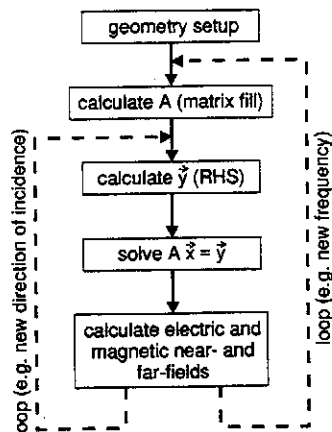 geometry setup
calculate A (matrix fill)
calculate y⃗ (RHS)
solve A x⃗ = y⃗
calculate electric and
magnetic near- and
far-fields
loop (e.g. new direction of incidence)
loop (e.g. new frequency)